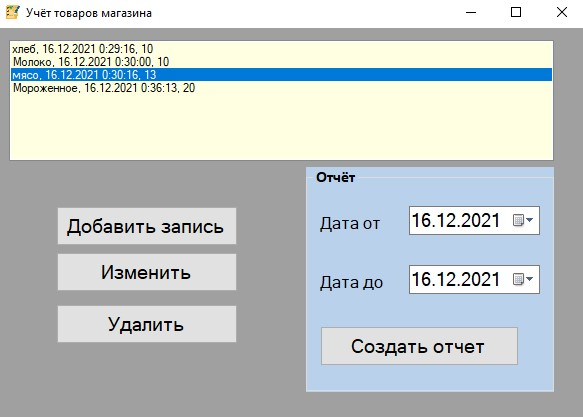 Учёт товаров магазина
хлеб, 16.12.2021 0:29:16, 10
Молоко, 16.12.2021 0:30:00, 10
мясо, 16.12.2021 0:30:16, 13
Мороженное, 16.12.2021 0:36:13, 20
Добавить запись
Изменить
Удалить
Отчёт
Дата от 16.12.2021
Дата до 16.12.2021
Создать отчет